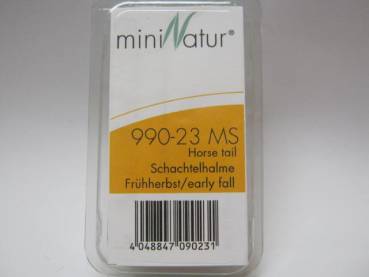 miniNatur®
990-23 MS
Horse tail
Schachtelhalme
Frühherbst/early fall
4 048847 090231